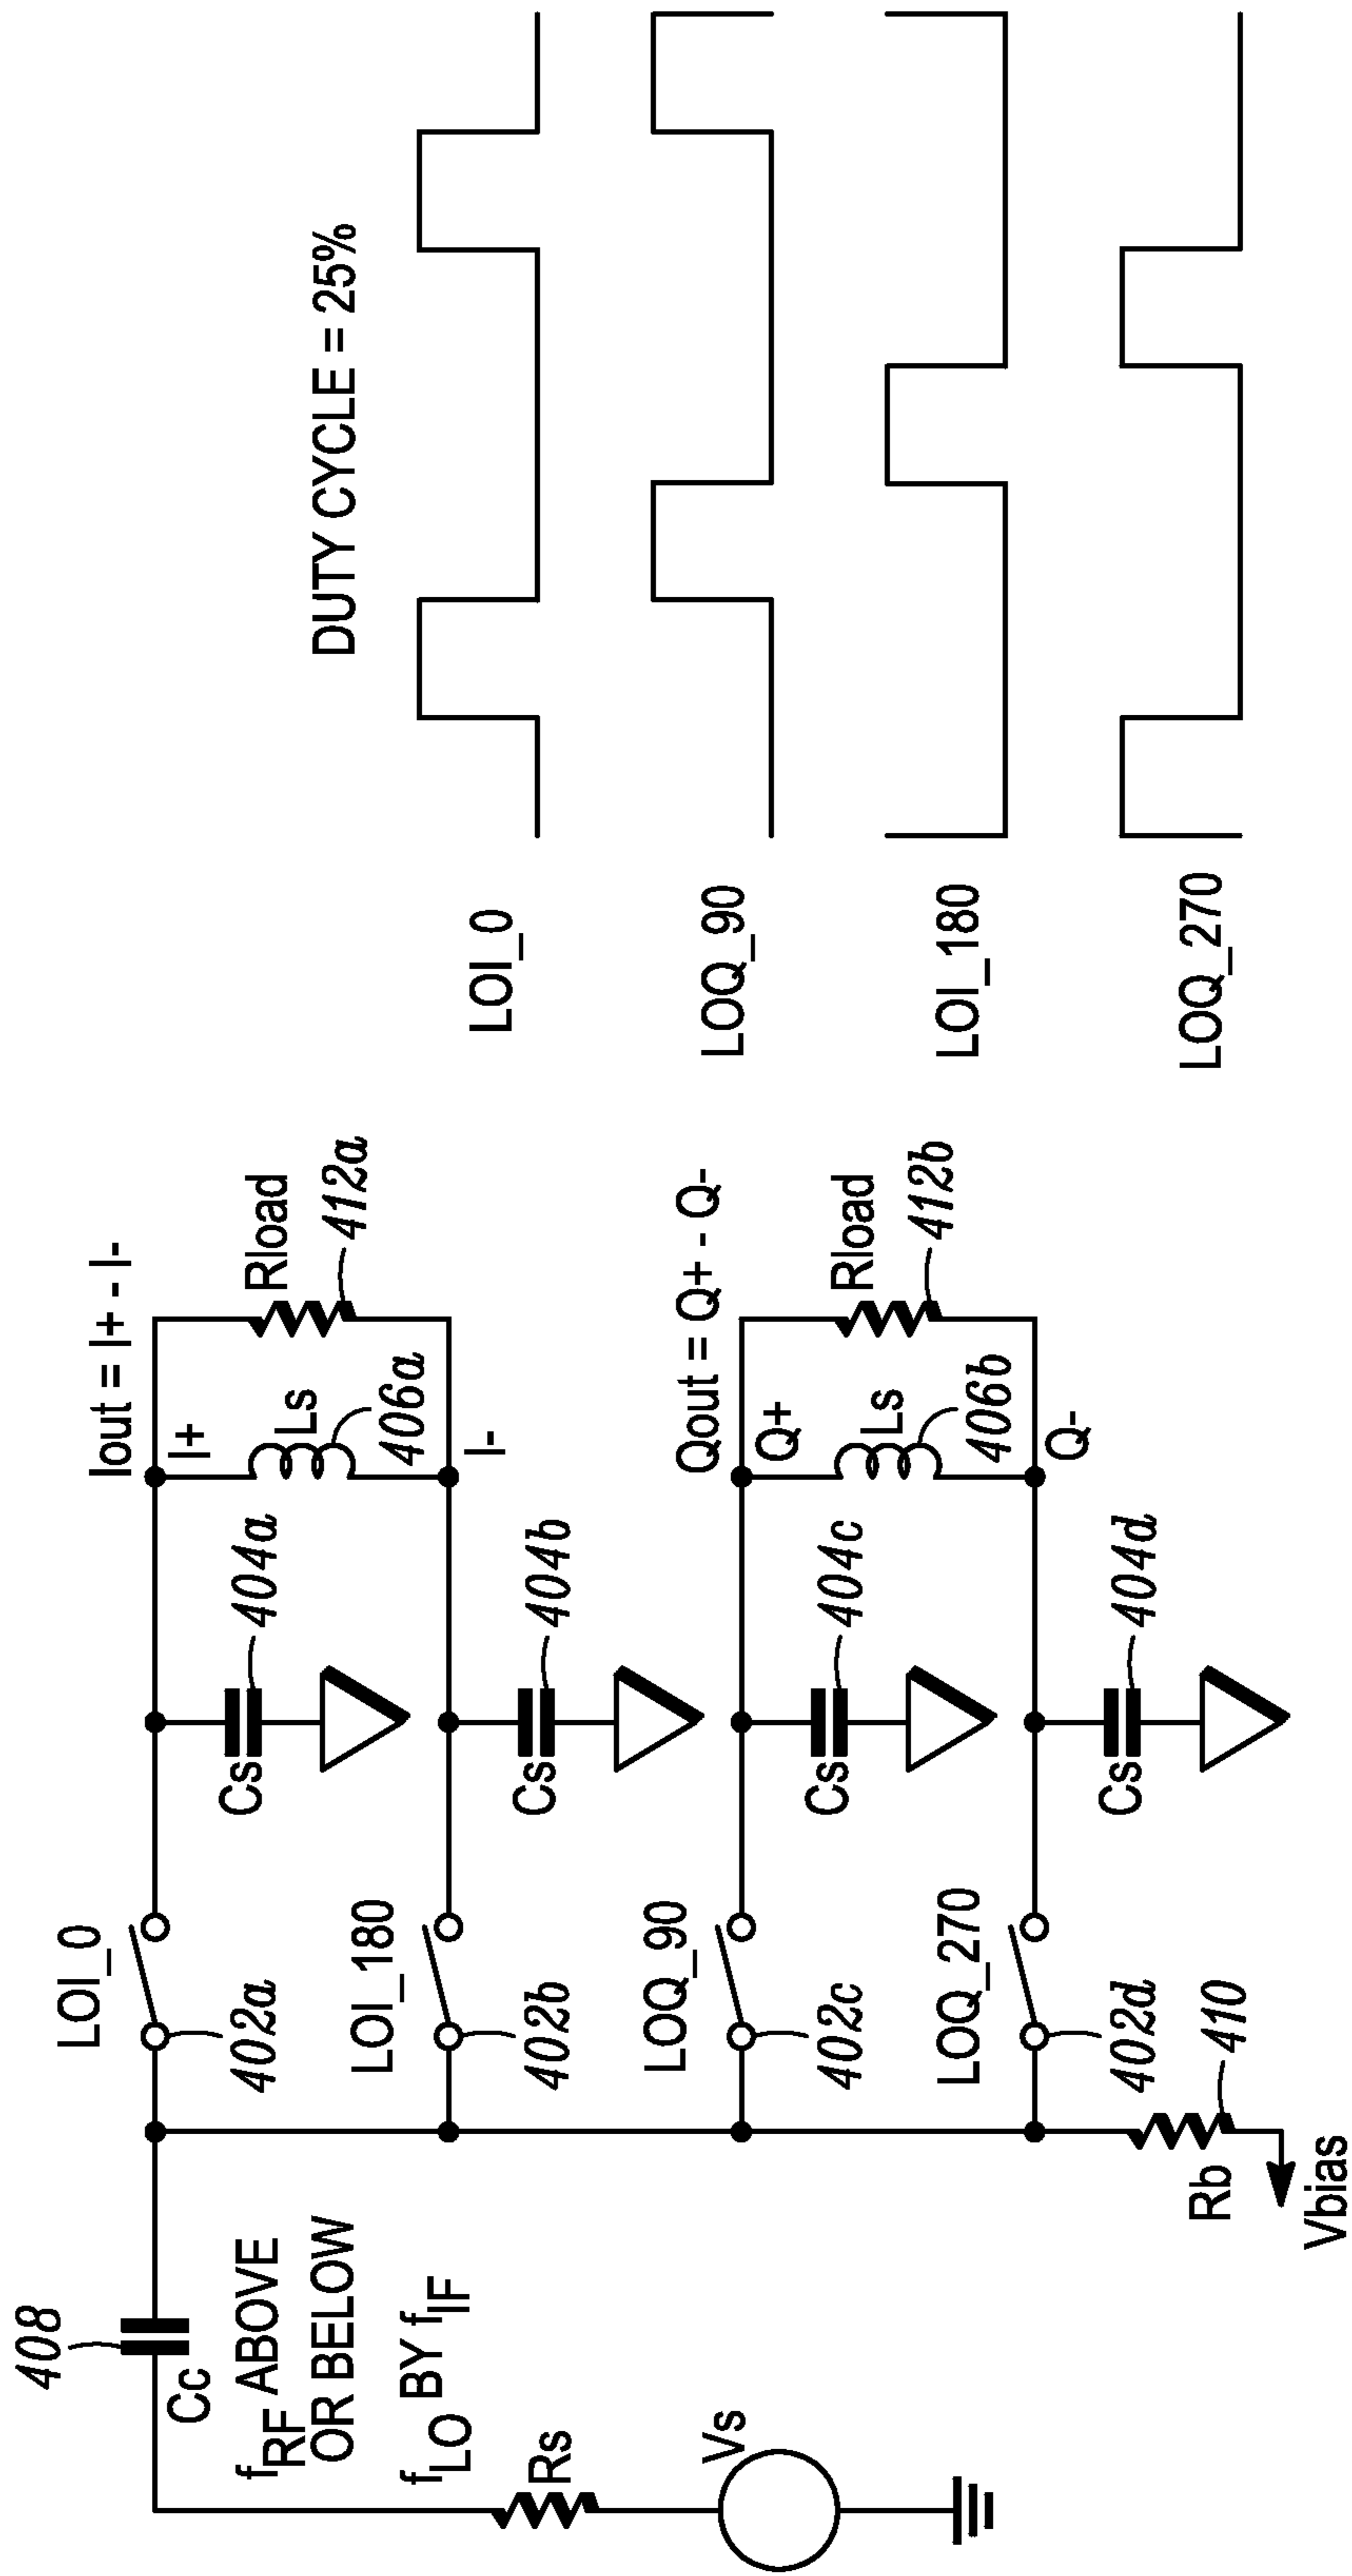 408
Cc
fRF ABOVE
OR BELOW
fLO BY fIF
Rs
Vs
LOI_0
402a
Cs
404a
Iout = I+ - I-
I+
Ls
406a
Rload
412a
I-
LOI_180
402b
Cs
404b
LOQ_90
402c
Cs
404c
Qout = Q+ - Q-
Q+
Ls
406b
Rload
412b
Q-
LOQ_270
402d
Cs
404d
Rb
410
Vbias
DUTY CYCLE = 25%
LOI_0
LOQ_90
LOI_180
LOQ_270